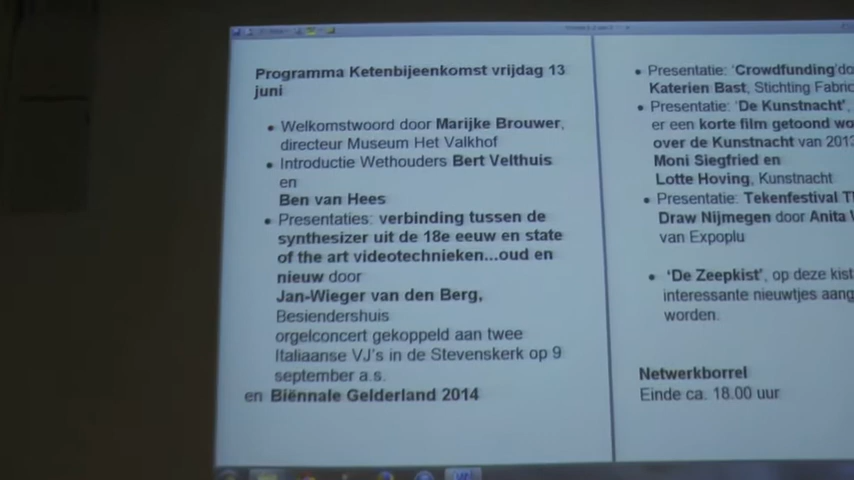 Programma Ketenbijeenkomst vrijdag 13
juni
• Welkomstwoord door Marijke Brouwer,
directeur Museum Het Valkhof
• Introductie Wethouders Bert Velthuis
en
Ben van Hees
• Presentaties: verbinding tussen de
synthesizer uit de 18e eeuw en state
of the art videotechnieken...oud en
nieuw door
Jan-Wieger van den Berg,
Besiendershuis
orgelconcert gekoppeld aan twee
Italiaanse VJ's in de Stevenskerk op 9
september a.s.
en Biënnale Gelderland 2014
• Presentatie: 'Crowdfunding'do
Katerien Bast, Stichting Fabric
• Presentatie: 'De Kunstnacht',
er een korte film getoond wo
over de Kunstnacht van 2013
Moni Siegfried en
Lotte Hoving, Kunstnacht
• Presentatie: Tekenfestival T
Draw Nijmegen door Anita
van Expoplu
• 'De Zeepkist', op deze kist
interessante nieuwtjes aang
worden.
Netwerkborrel
Einde ca. 18.00 uur